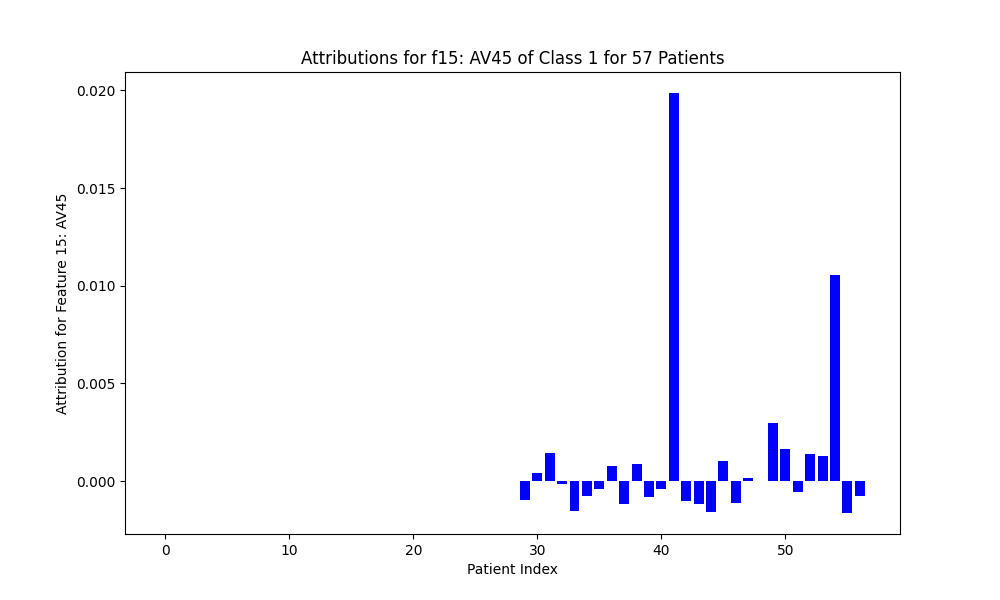 Attributions for f15: AV45 of Class 1 for 57 Patients
Attribution for Feature 15: AV45
0.020
0.015
0.010
0.005
0.000
0 10 20 30 40 50
Patient Index